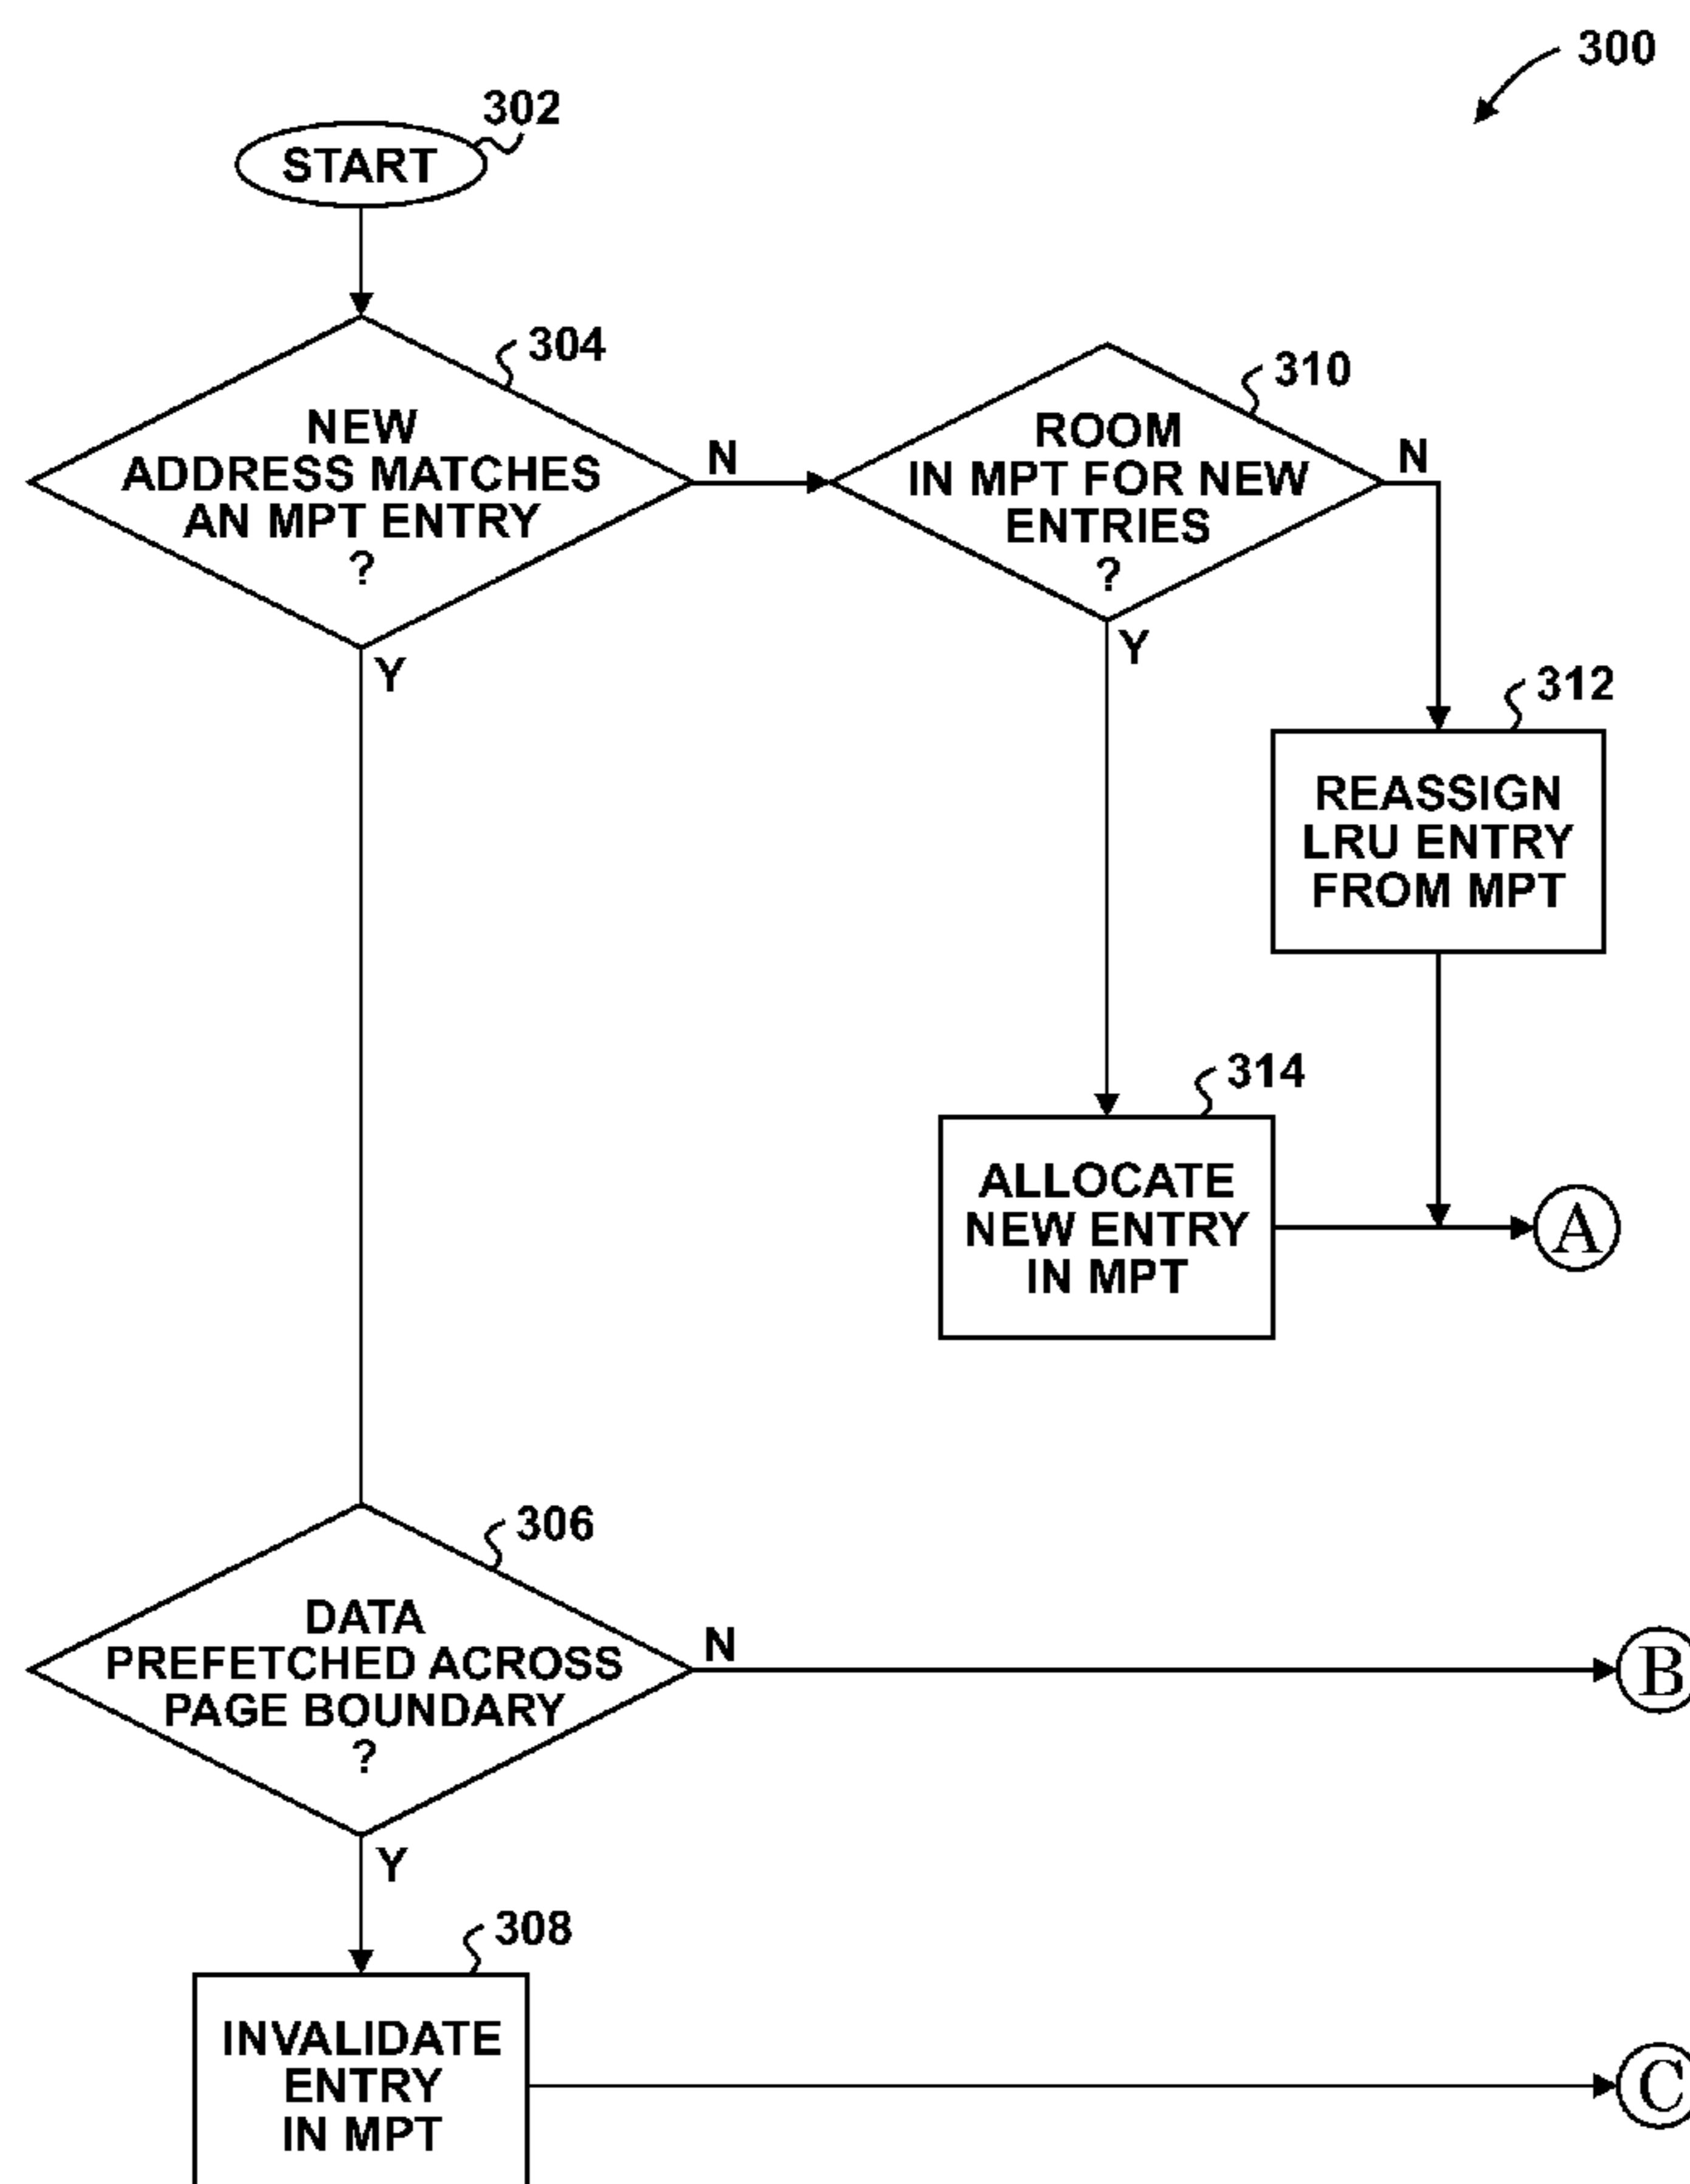 300
302
START
304
NEW
ADDRESS MATCHES
AN MPT ENTRY
?
N
Y
310
ROOM
IN MPT FOR NEW
ENTRIES
?
N
Y
312
REASSIGN
LRU ENTRY
FROM MPT
314
ALLOCATE
NEW ENTRY
IN MPT
A
306
DATA
PREFETCHED ACROSS
PAGE BOUNDARY
?
N
B
Y
308
INVALIDATE
ENTRY
IN MPT
C